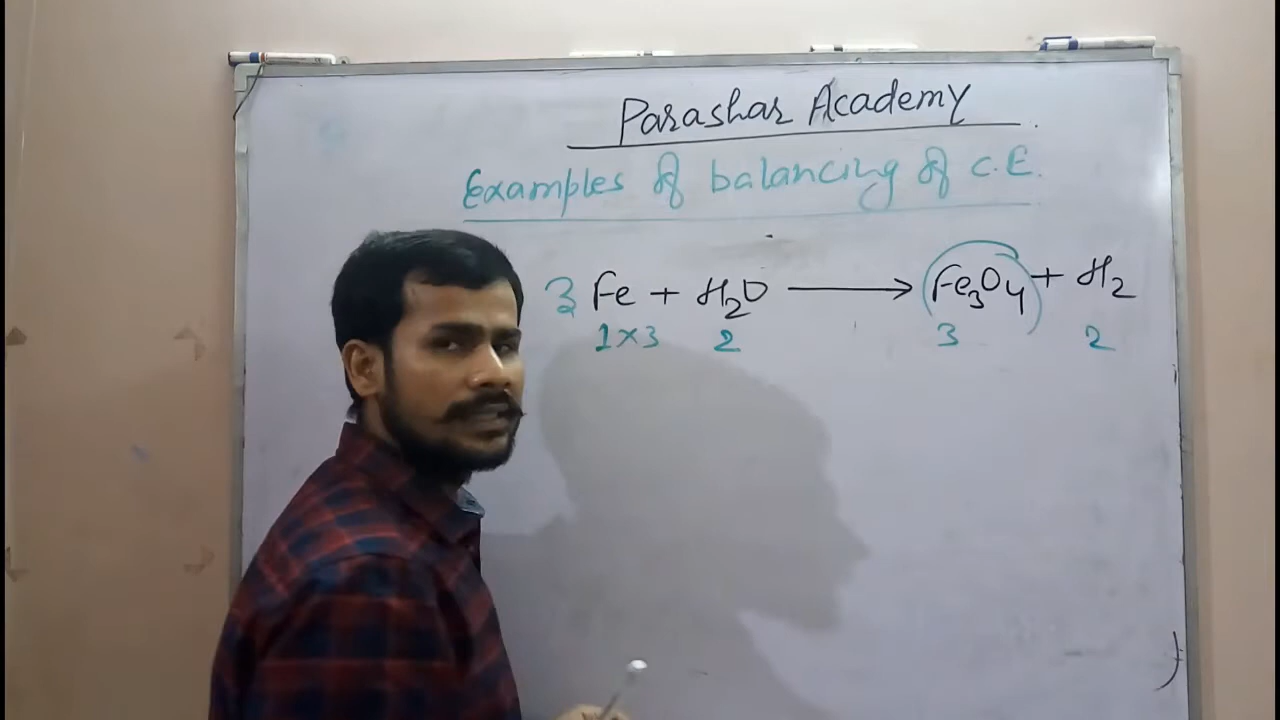 Parashar Academy
Examples of balancing of C.E.
3 Fe + H₂O ⟶ Fe₃O₄ + H₂
1×3 2 3 2